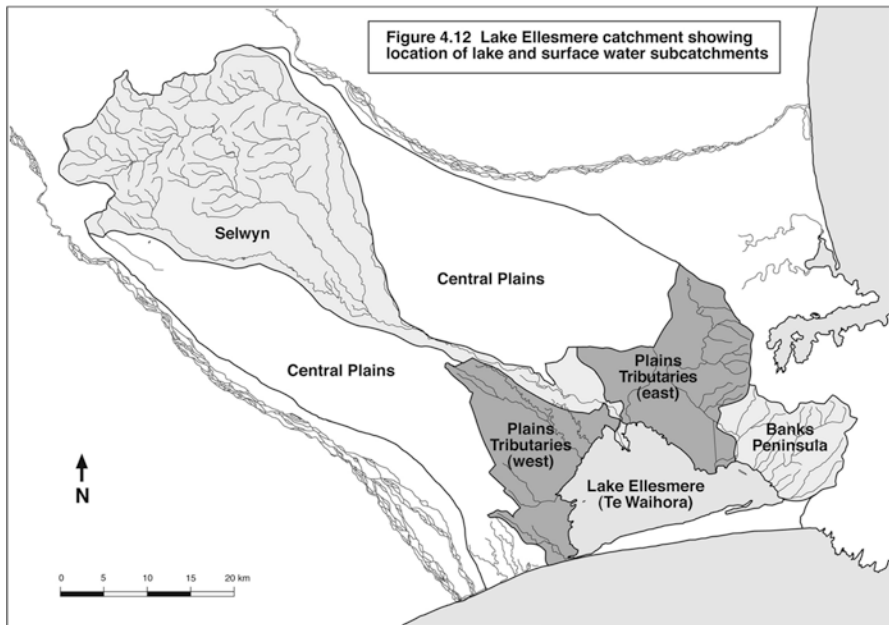 Figure 4.12 Lake Ellesmere catchment showing
location of lake and surface water subcatchments
Selwyn
Central Plains
Central Plains
Plains
Tributaries
(east)
Plains
Tributaries
(west)
Banks
Peninsula
Lake Ellesmere
(Te Waihora)
N
0 5 10 15 20 km